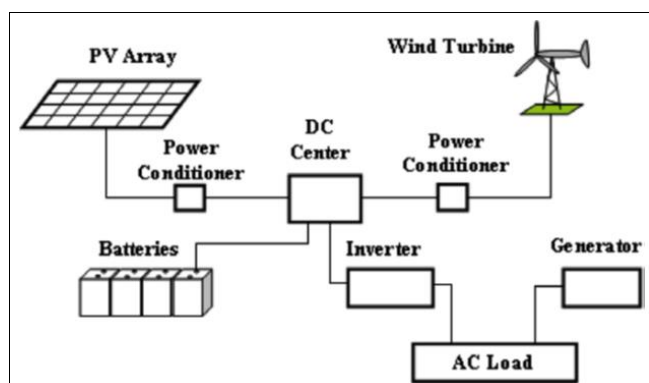 Wind Turbine
PV Array
DC
Center
Power
Conditioner
Power
Conditioner
Batteries
Inverter
Generator
AC Load